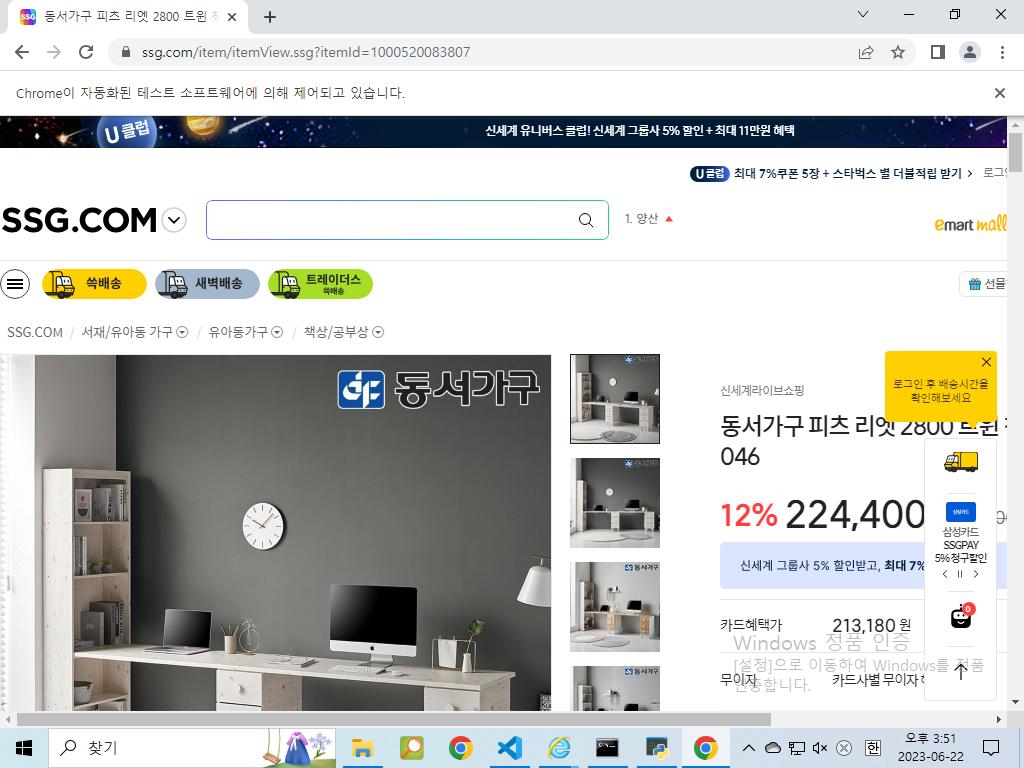 동서가구 피츠 리엣 2800 트윈
ssg.com/item/itemView.ssg?itemId=1000520083807
Chrome이 자동화된 테스트 소프트웨어에 의해 제어되고 있습니다.
U 클럽
신세계 유니버스 클럽! 신세계 그룹사 5% 할인 + 최대 11만원 혜택
U 클럽 최대 7%쿠폰 5장 + 스타벅스 별 더블적립 받기 >
SSG.COM
1. 양산
emart mall
쓱배송
새벽배송
트레이더스
쓱배송
선물
SSG.COM / 서재/유아동 가구 / 유아동가구 / 책상/공부상
동서가구
로그인 후 배송시간을
확인해보세요
신세계라이브쇼핑
동서가구 피츠 리엣 2800 트윈
046
12% 224,400
삼성카드
삼성카드
SSGPAY
5% 청구할인
신세계 그룹사 5% 할인받고, 최대 7%
0
카드혜택가 213,180 원
Windows 정품 인증
[설정]으로 이동하여 Windows를 정품
인증합니다.
무이자 카드사별 무이자
찾기
한
오후 3:51
2023-06-22